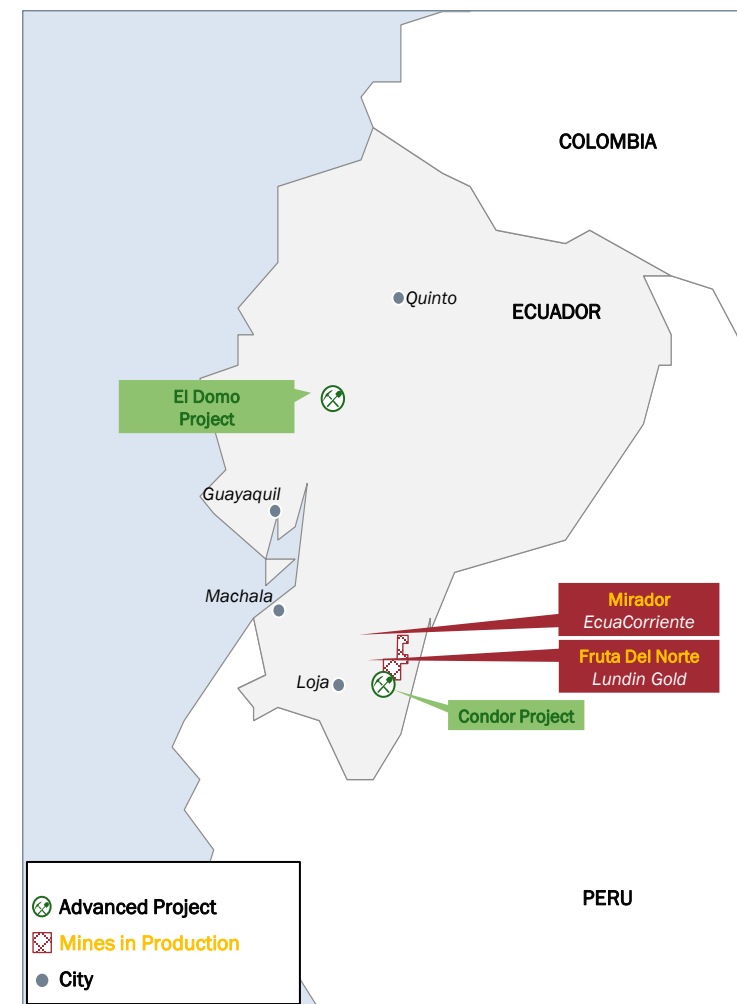 COLOMBIA
Quinto
ECUADOR
El Domo
Project
Guayaquil
Machala
Mirador
EcuaCorriente
Fruta Del Norte
Lundin Gold
Loja
Condor Project
PERU
Advanced Project
Mines in Production
City